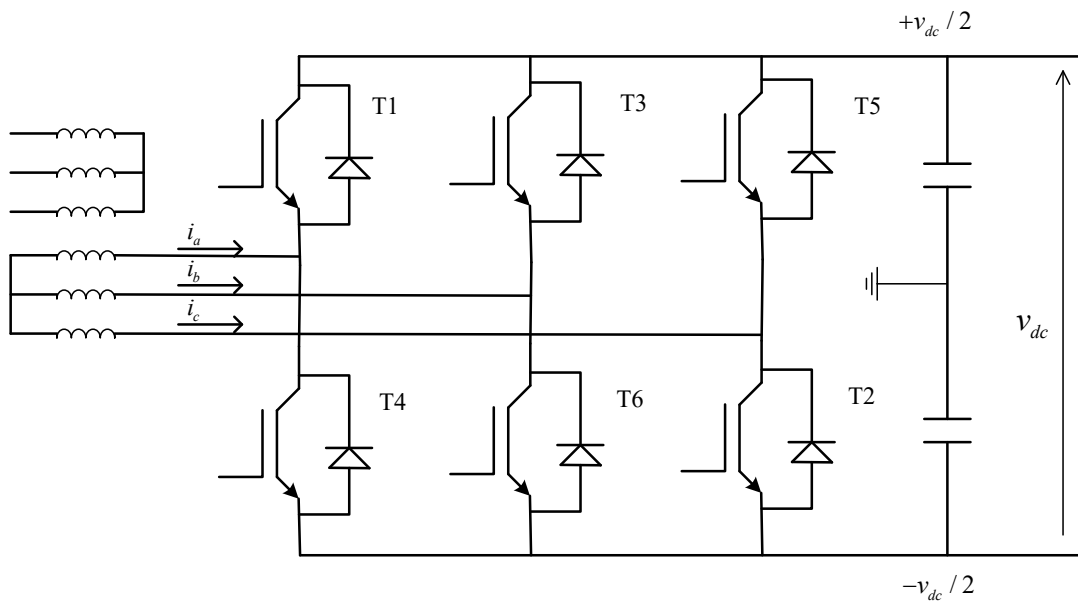 +v_dc / 2
T1
T3
T5
i_a
i_b
i_c
v_dc
T4
T6
T2
−v_dc / 2